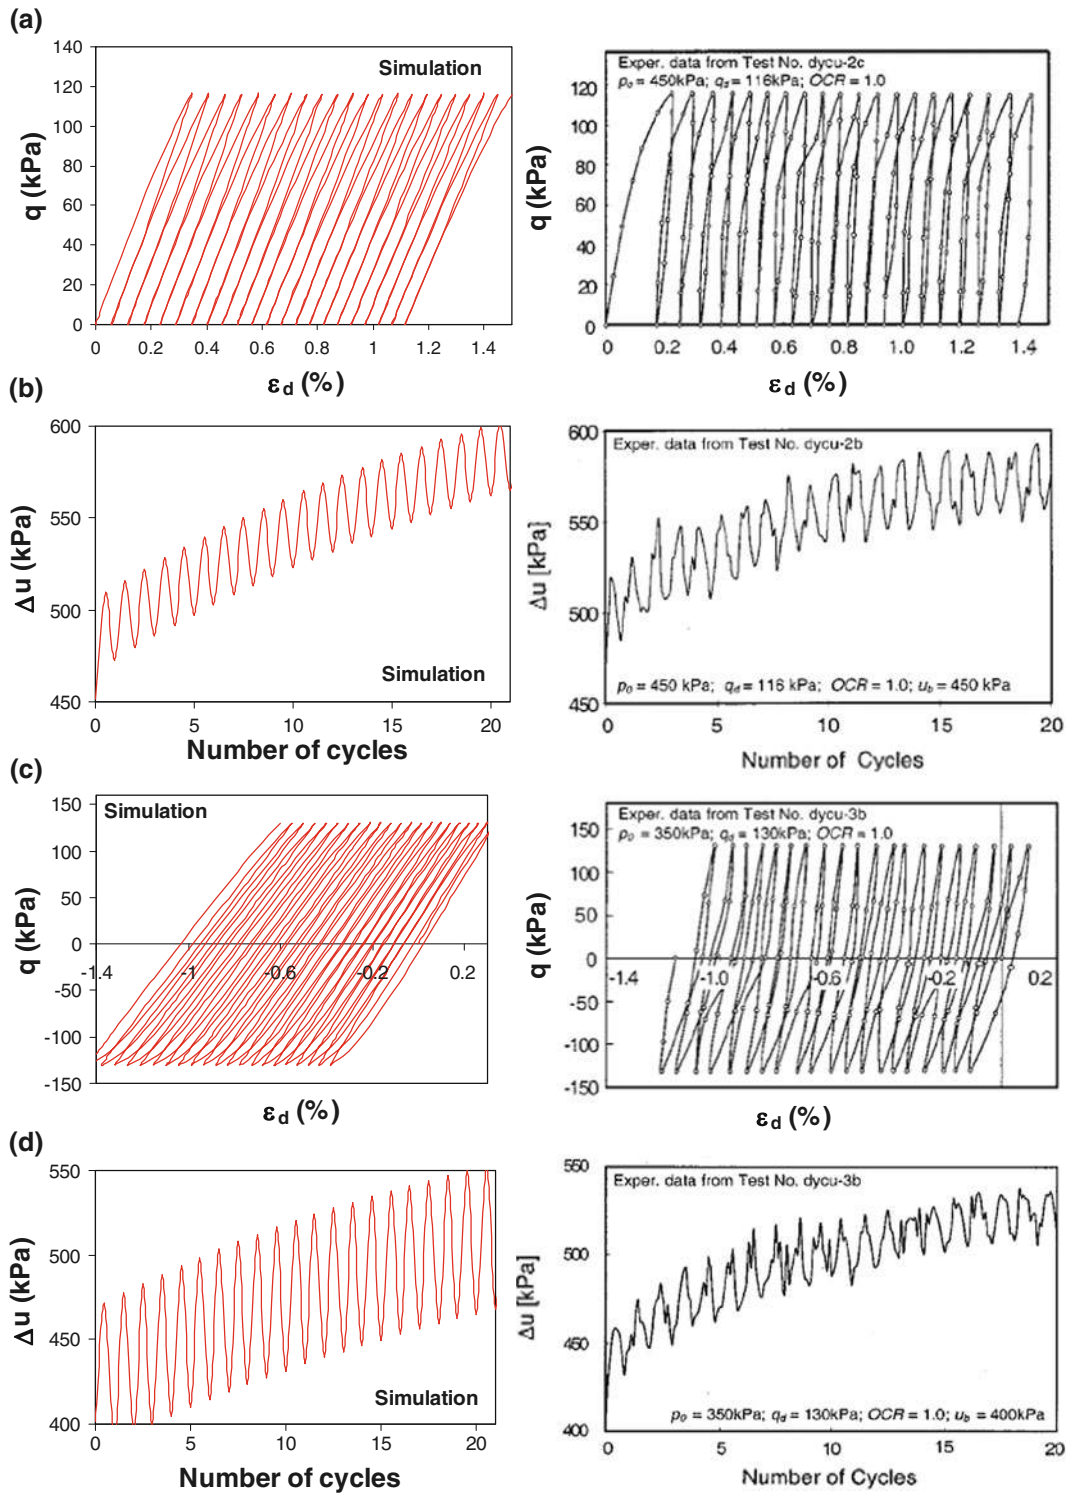 (a)
140
120
100
80
60
40
20
0
q (kPa)
Simulation
0 0.2 0.4 0.6 0.8 1 1.2 1.4
εd (%)
Exper. data from Test No. dycu-2c
p0 = 450kPa; qd = 116kPa; OCR = 1.0
120
100
80
60
40
20
0
q (kPa)
0 0.2 0.4 0.6 0.8 1.0 1.2 1.4
εd (%)
(b)
600
550
500
450
Δu (kPa)
Simulation
0 5 10 15 20
Number of cycles
600
550
500
450
Δu [kPa]
Exper. data from Test No. dycu-2b
p0 = 450 kPa; qd = 116 kPa; OCR = 1.0; ub = 450 kPa
0 5 10 15 20
Number of Cycles
(c)
150
100
50
0
-50
-100
-150
q (kPa)
Simulation
-1.4 -1 -0.6 -0.2 0.2
εd (%)
Exper. data from Test No. dycu-3b
p0 = 350kPa; qd = 130kPa; OCR = 1.0
150
100
50
0
-50
-100
-150
q (kPa)
-1.4 -1.0 -0.6 -0.2 0.2
εd (%)
(d)
550
500
450
400
Δu (kPa)
Simulation
0 5 10 15 20
Number of cycles
550
500
450
400
Δu [kPa]
Exper. data from Test No. dycu-3b
p0 = 350kPa; qd = 130kPa; OCR = 1.0; ub = 400kPa
0 5 10 15 20
Number of Cycles